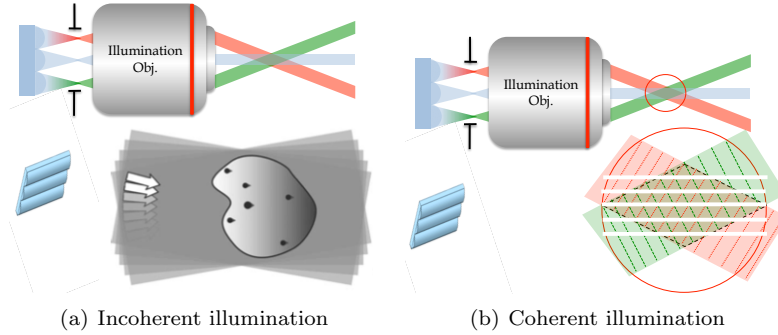 Illumination
Obj.
Illumination
Obj.
(a) Incoherent illumination
(b) Coherent illumination